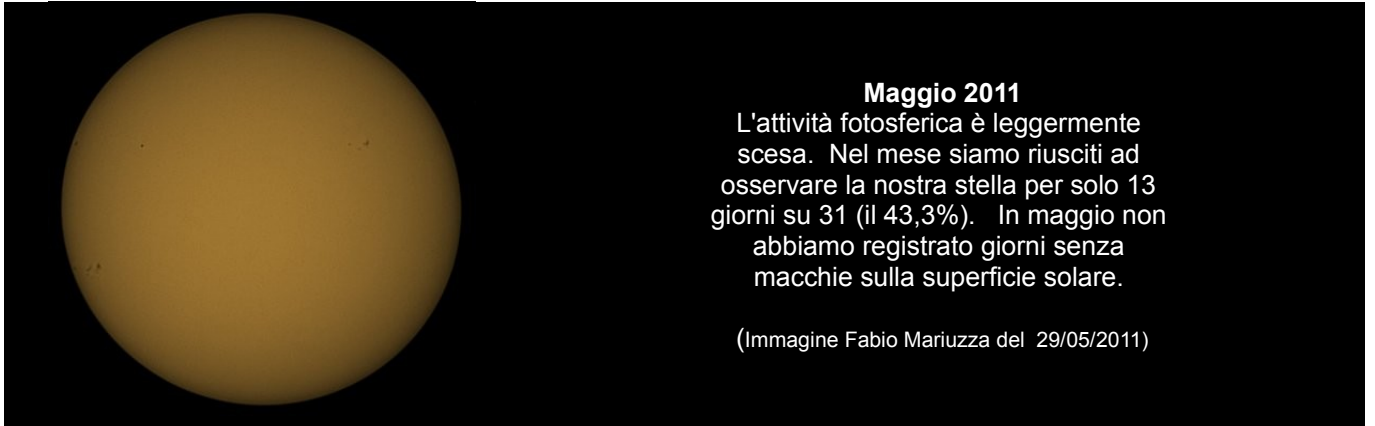 Maggio 2011
L'attività fotosferica è leggermente
scesa.  Nel mese siamo riusciti ad
osservare la nostra stella per solo 13
giorni su 31 (il 43,3%).   In maggio non
abbiamo registrato giorni senza
macchie sulla superficie solare.
(Immagine Fabio Mariuzza del  29/05/2011)